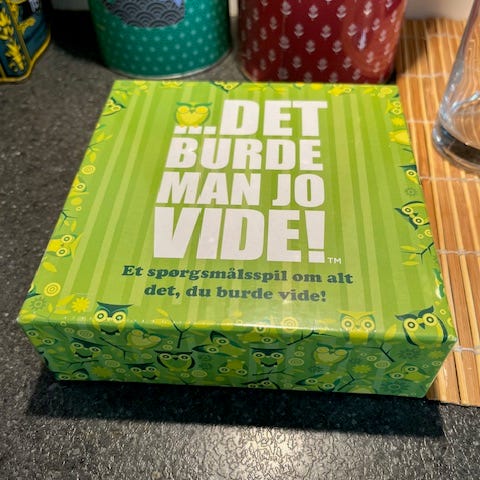 ...DET
BURDE
MAN JO
VIDE!™
Et spørgsmålsspil om alt
det, du burde vide!